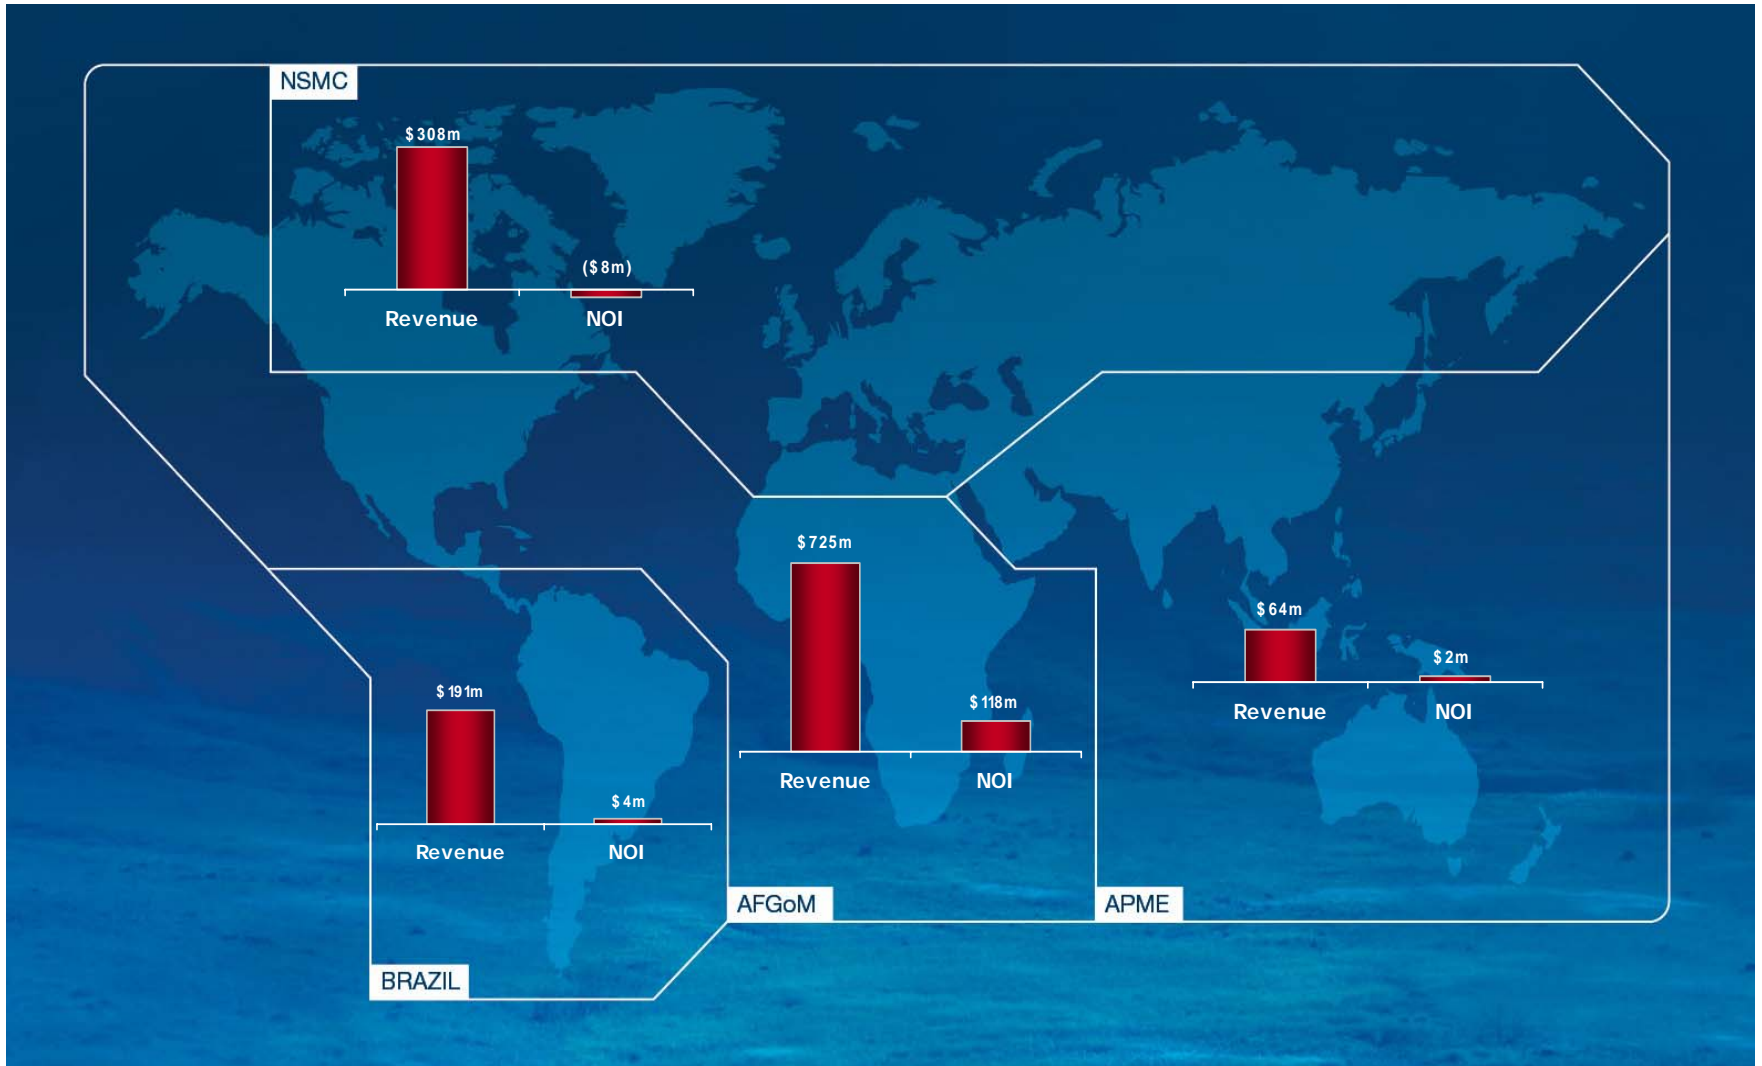 NSMC
$308m
($8m)
Revenue NOI
$725m
$118m
Revenue NOI
AFGoM
$64m
$2m
Revenue NOI
APME
$191m
$4m
Revenue NOI
BRAZIL